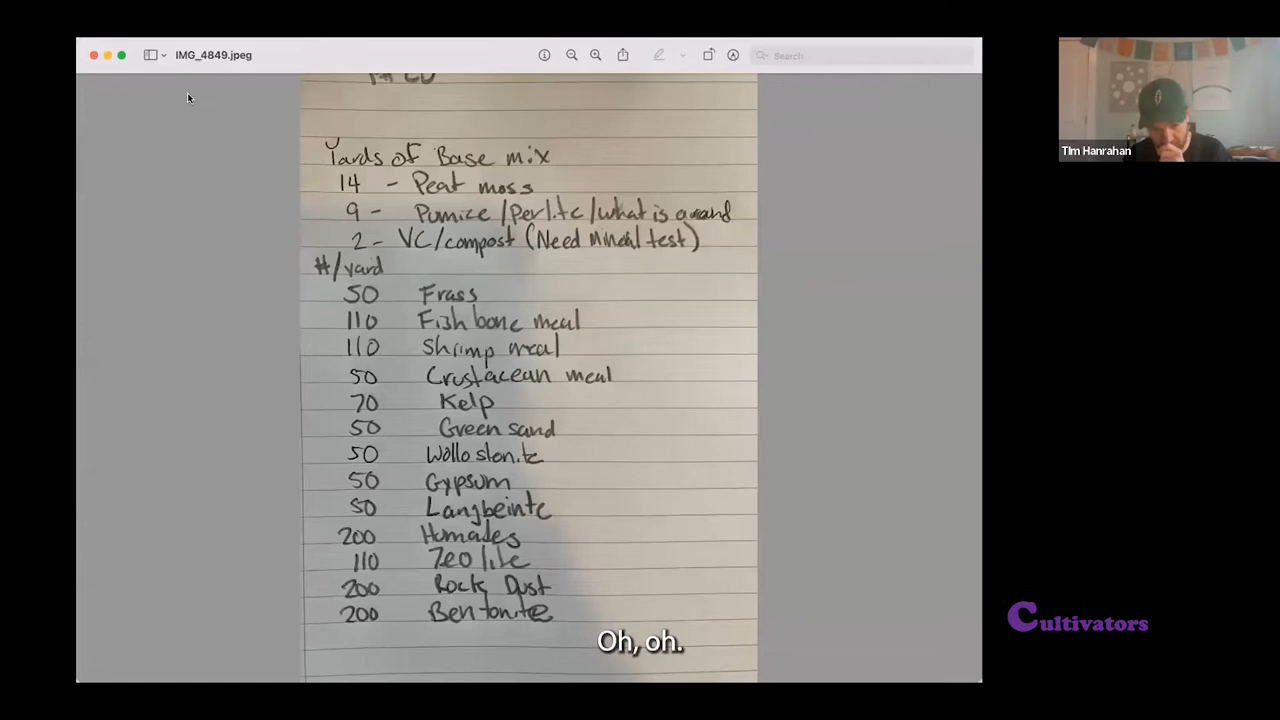 IMG_4849.jpeg
Search
Yards of Base mix
14 - Peat moss
9 - Pumice/Perlite/what is around
2 - VC/compost (Need Mineral test)
#/yard
50 Frass
110 Fish bone meal
110 Shrimp meal
50 Crustacean meal
70 Kelp
50 Green sand
50 Wollostonite
50 Gypsum
50 Langbeinte
200 Humates
110 Zeolite
200 Rock Dust
200 Bentonite
Oh, oh.
Tim Hanrahan
Cultivators